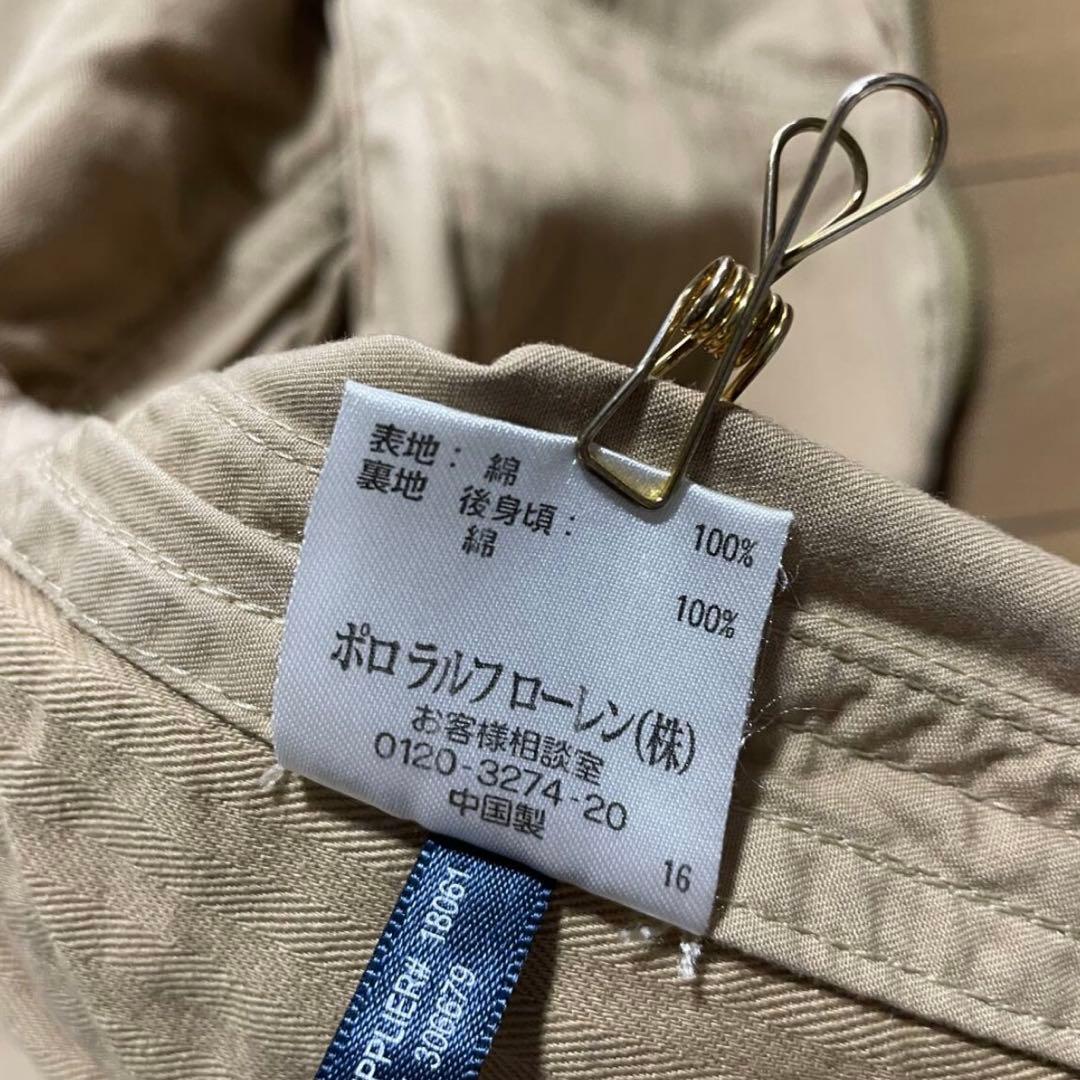 表地: 綿 100%
裏地 後身頃:
綿 100%
ポロ ラルフ ローレン(株)
お客様相談室
0120-3274-20
中国製
16
PPLIER# 18061
306679